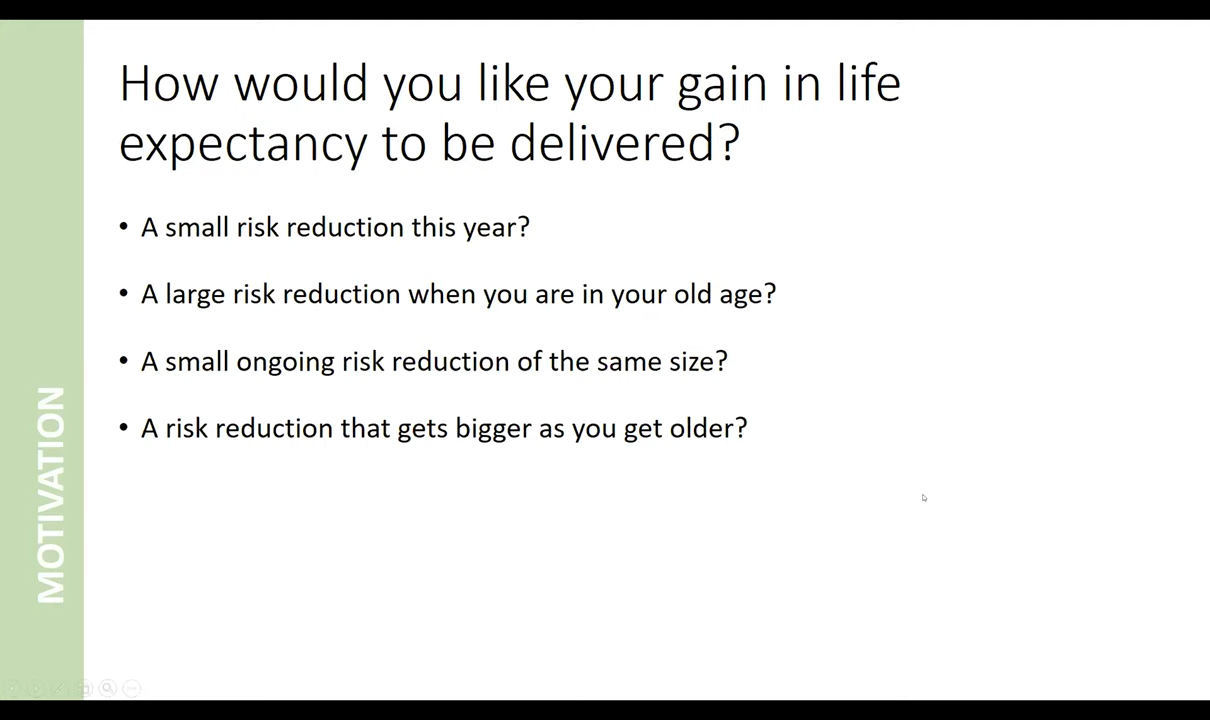 How would you like your gain in life
expectancy to be delivered?
• A small risk reduction this year?
• A large risk reduction when you are in your old age?
• A small ongoing risk reduction of the same size?
• A risk reduction that gets bigger as you get older?
MOTIVATION